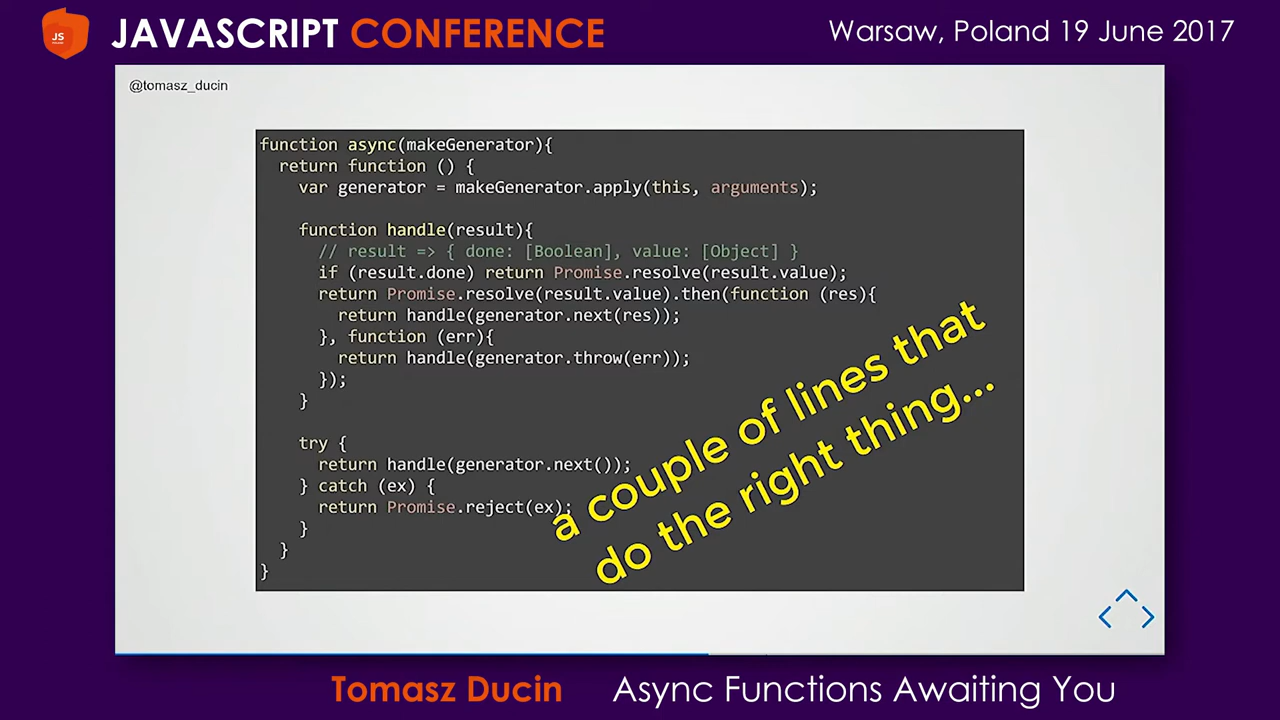 JS
JAVASCRIPT CONFERENCE
Warsaw, Poland 19 June 2017
@tomasz_ducin
function async(makeGenerator){
  return function () {
    var generator = makeGenerator.apply(this, arguments);

    function handle(result){
      // result => { done: [Boolean], value: [Object] }
      if (result.done) return Promise.resolve(result.value);
      return Promise.resolve(result.value).then(function (res){
        return handle(generator.next(res));
      }, function (err){
        return handle(generator.throw(err));
      });
    }

    try {
      return handle(generator.next());
    } catch (ex) {
      return Promise.reject(ex);
    }
  }
}
a couple of lines that
do the right thing...
Tomasz Ducin
Async Functions Awaiting You